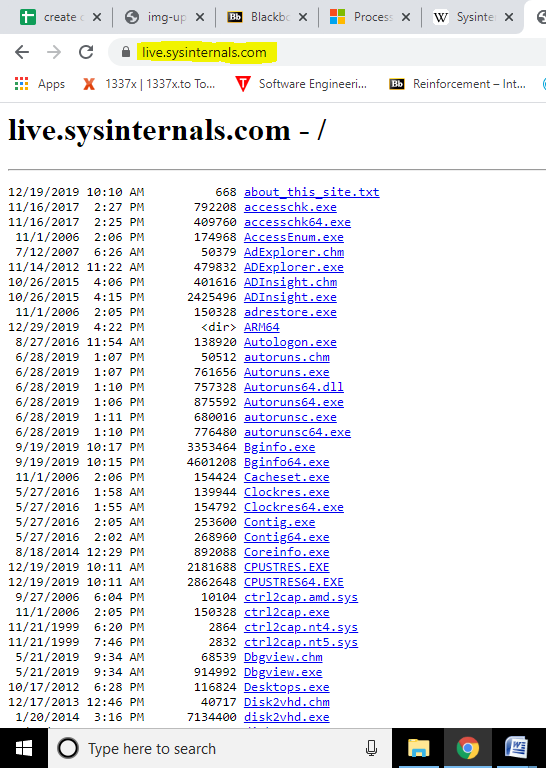 create c
img-up
Bb Blackbo
Process
W Sysinter
live.sysinternals.com
Apps
X 1337x | 1337x.to To...
T Software Engineeri...
Bb Reinforcement – Int...
live.sysinternals.com - /
12/19/2019 10:10 AM 668 about_this_site.txt
11/16/2017 2:27 PM 792208 accesschk.exe
11/16/2017 2:25 PM 409760 accesschk64.exe
11/1/2006 2:06 PM 174968 AccessEnum.exe
7/12/2007 6:26 AM 50379 AdExplorer.chm
11/14/2012 11:22 AM 479832 ADExplorer.exe
10/26/2015 4:06 PM 401616 ADInsight.chm
10/26/2015 4:15 PM 2425496 ADInsight.exe
11/1/2006 2:05 PM 150328 adrestore.exe
12/29/2019 4:22 PM <dir> ARM64
8/27/2016 11:54 AM 138920 Autologon.exe
6/28/2019 1:07 PM 50512 autoruns.chm
6/28/2019 1:07 PM 761656 Autoruns.exe
6/28/2019 1:10 PM 757328 Autoruns64.dll
6/28/2019 1:06 PM 875592 Autoruns64.exe
6/28/2019 1:11 PM 680016 autorunsc.exe
6/28/2019 1:10 PM 776480 autorunsc64.exe
9/19/2019 10:17 PM 3353464 Bginfo.exe
9/19/2019 10:15 PM 4601208 Bginfo64.exe
11/1/2006 2:06 PM 154424 Cacheset.exe
5/27/2016 1:58 AM 139944 Clockres.exe
5/27/2016 1:55 AM 154792 Clockres64.exe
5/27/2016 2:05 AM 253600 Contig.exe
5/27/2016 2:02 AM 268960 Contig64.exe
8/18/2014 12:29 PM 892088 Coreinfo.exe
12/19/2019 10:11 AM 2181688 CPUSTRES.EXE
12/19/2019 10:11 AM 2862648 CPUSTRES64.EXE
9/27/2006 6:04 PM 10104 ctrl2cap.amd.sys
11/1/2006 2:05 PM 150328 ctrl2cap.exe
11/21/1999 6:20 PM 2864 ctrl2cap.nt4.sys
11/21/1999 7:46 PM 2832 ctrl2cap.nt5.sys
5/21/2019 9:34 AM 68539 Dbgview.chm
5/21/2019 9:34 AM 914992 Dbgview.exe
10/17/2012 6:28 PM 116824 Desktops.exe
12/17/2013 12:46 PM 40717 Disk2vhd.chm
1/20/2014 3:16 PM 7134400 disk2vhd.exe
Type here to search